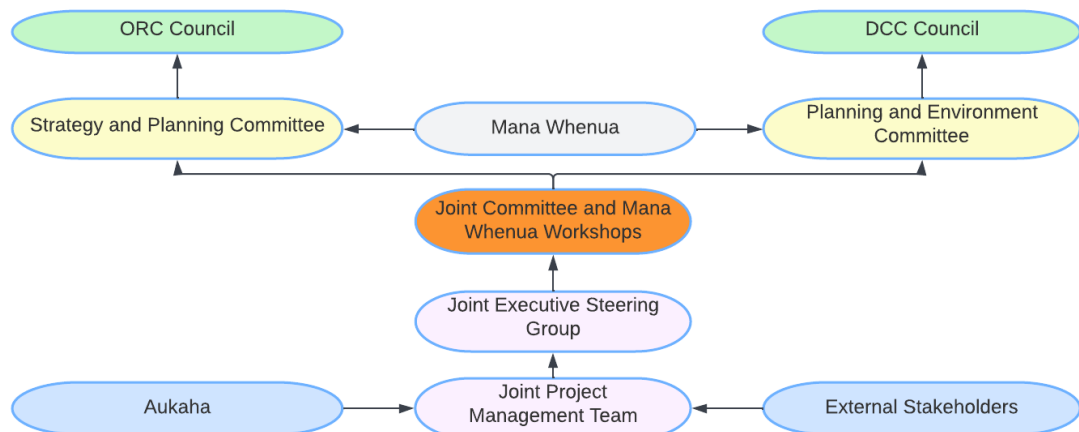 ORC Council
DCC Council
Strategy and Planning Committee
Mana Whenua
Planning and Environment
Committee
Joint Committee and Mana
Whenua Workshops
Joint Executive Steering
Group
Aukaha
Joint Project
Management Team
External Stakeholders